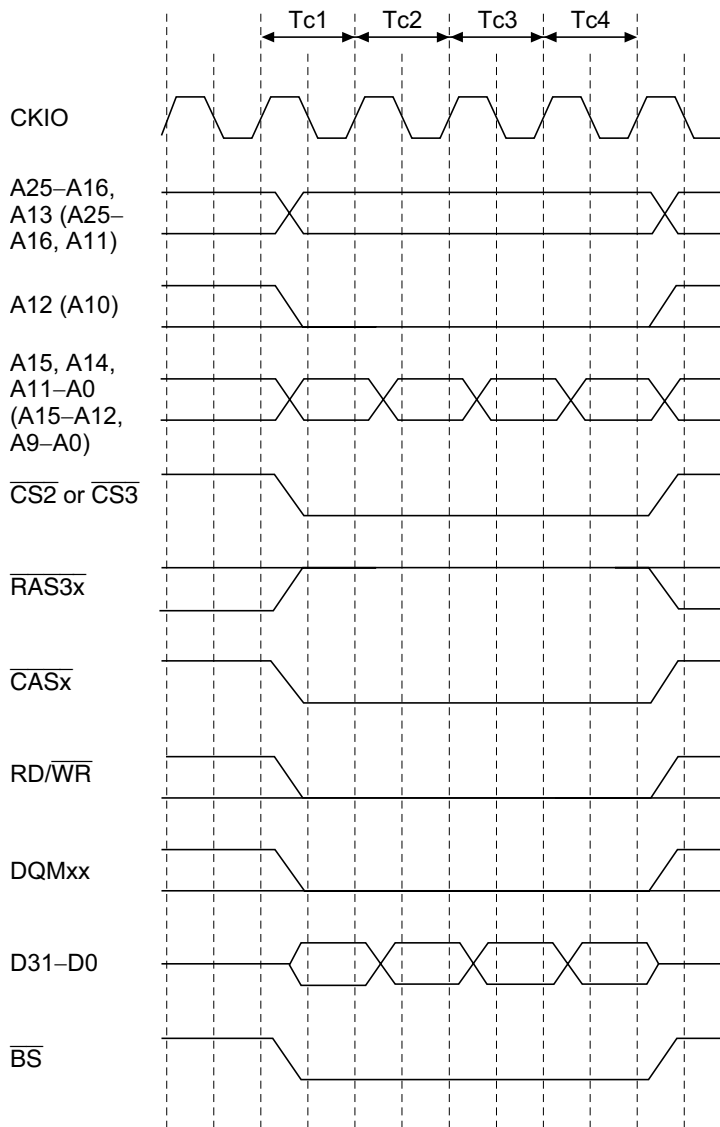 Tc1 Tc2 Tc3 Tc4
CKIO
A25–A16,
A13 (A25–
A16, A11)
A12 (A10)
A15, A14,
A11–A0
(A15–A12,
A9–A0)
CS2 or CS3
RAS3x
CASx
RD/WR
DQMxx
D31–D0
BS